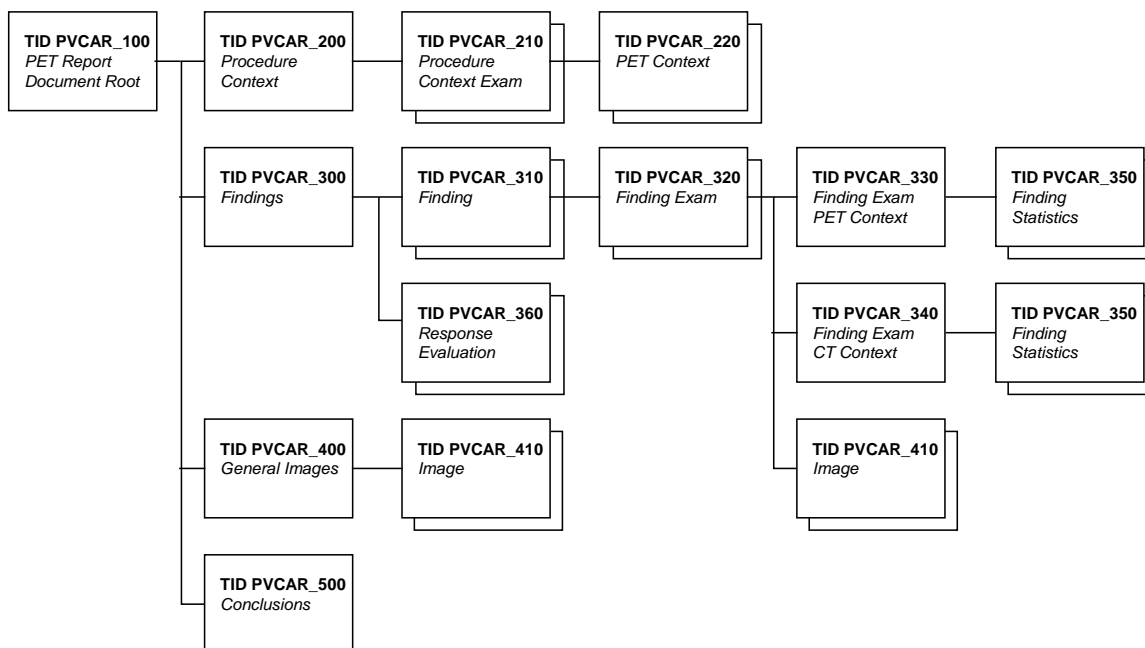 TID PVCAR_100
PET Report
Document Root
TID PVCAR_200
Procedure
Context
TID PVCAR_210
Procedure
Context Exam
TID PVCAR_220
PET Context
TID PVCAR_300
Findings
TID PVCAR_310
Finding
TID PVCAR_320
Finding Exam
TID PVCAR_330
Finding Exam
PET Context
TID PVCAR_350
Finding
Statistics
TID PVCAR_360
Response
Evaluation
TID PVCAR_340
Finding Exam
CT Context
TID PVCAR_350
Finding
Statistics
TID PVCAR_400
General Images
TID PVCAR_410
Image
TID PVCAR_410
Image
TID PVCAR_500
Conclusions